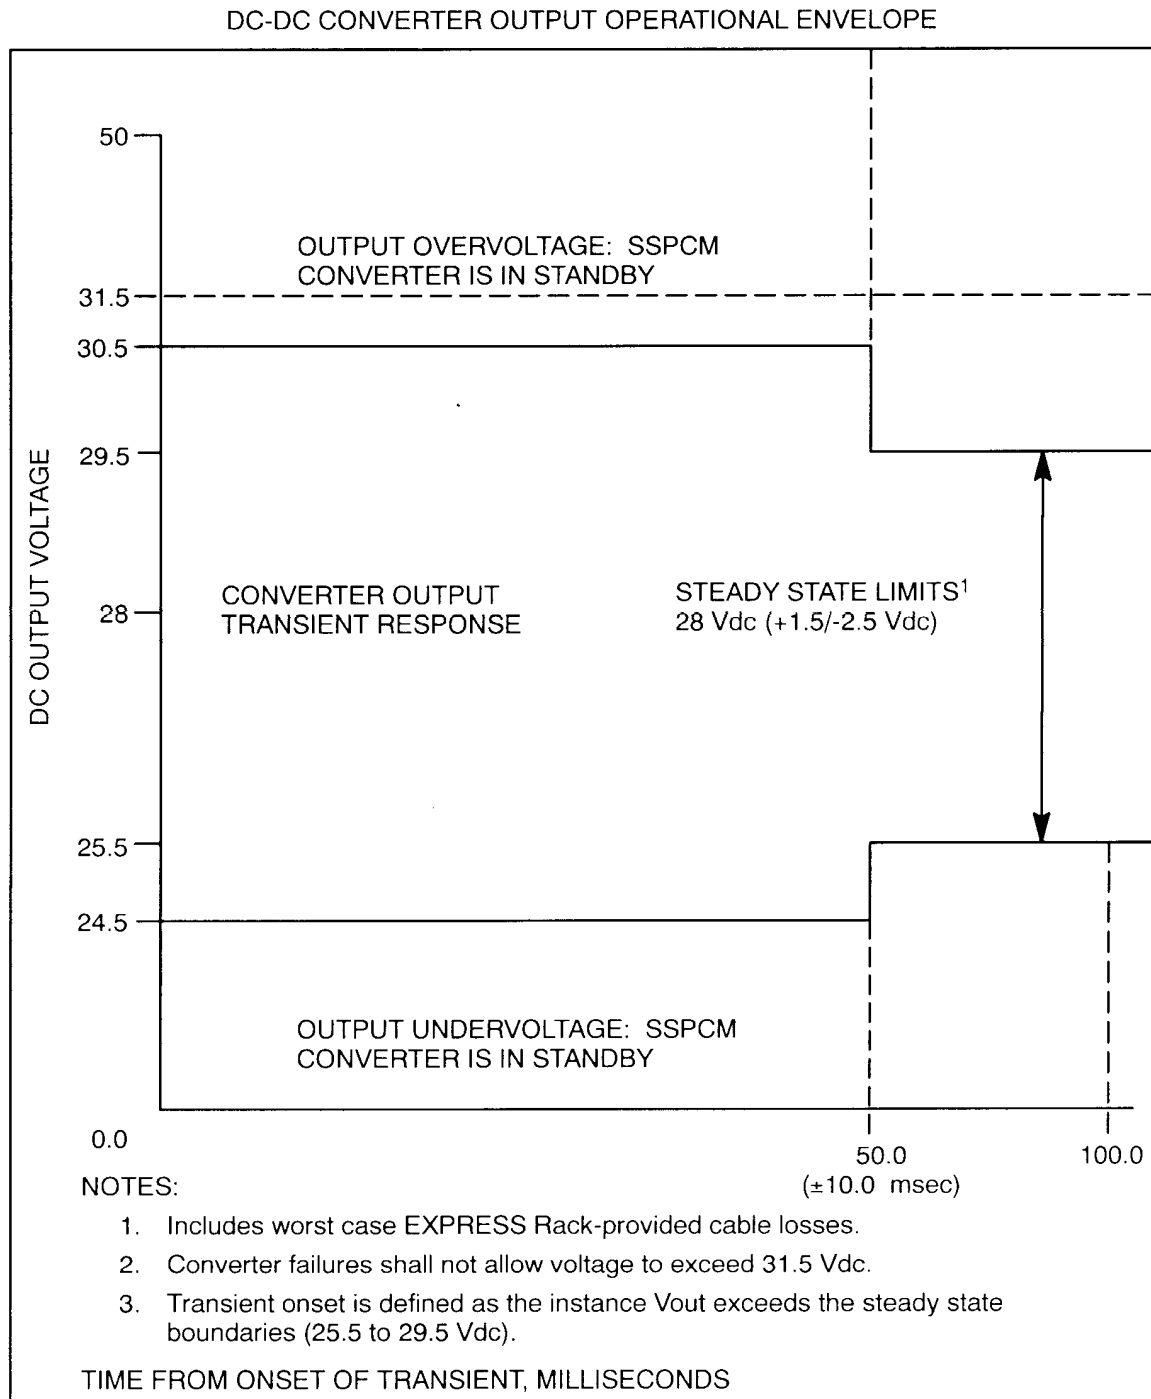 DC-DC CONVERTER OUTPUT OPERATIONAL ENVELOPE
DC OUTPUT VOLTAGE
50
OUTPUT OVERVOLTAGE: SSPCM
CONVERTER IS IN STANDBY
31.5
30.5
29.5
CONVERTER OUTPUT
TRANSIENT RESPONSE
STEADY STATE LIMITS¹
28 Vdc (+1.5/-2.5 Vdc)
28
25.5
24.5
OUTPUT UNDERVOLTAGE: SSPCM
CONVERTER IS IN STANDBY
0.0
50.0
(±10.0 msec)
100.0
NOTES:
1. Includes worst case EXPRESS Rack-provided cable losses.
2. Converter failures shall not allow voltage to exceed 31.5 Vdc.
3. Transient onset is defined as the instance Vout exceeds the steady state
boundaries (25.5 to 29.5 Vdc).
TIME FROM ONSET OF TRANSIENT, MILLISECONDS